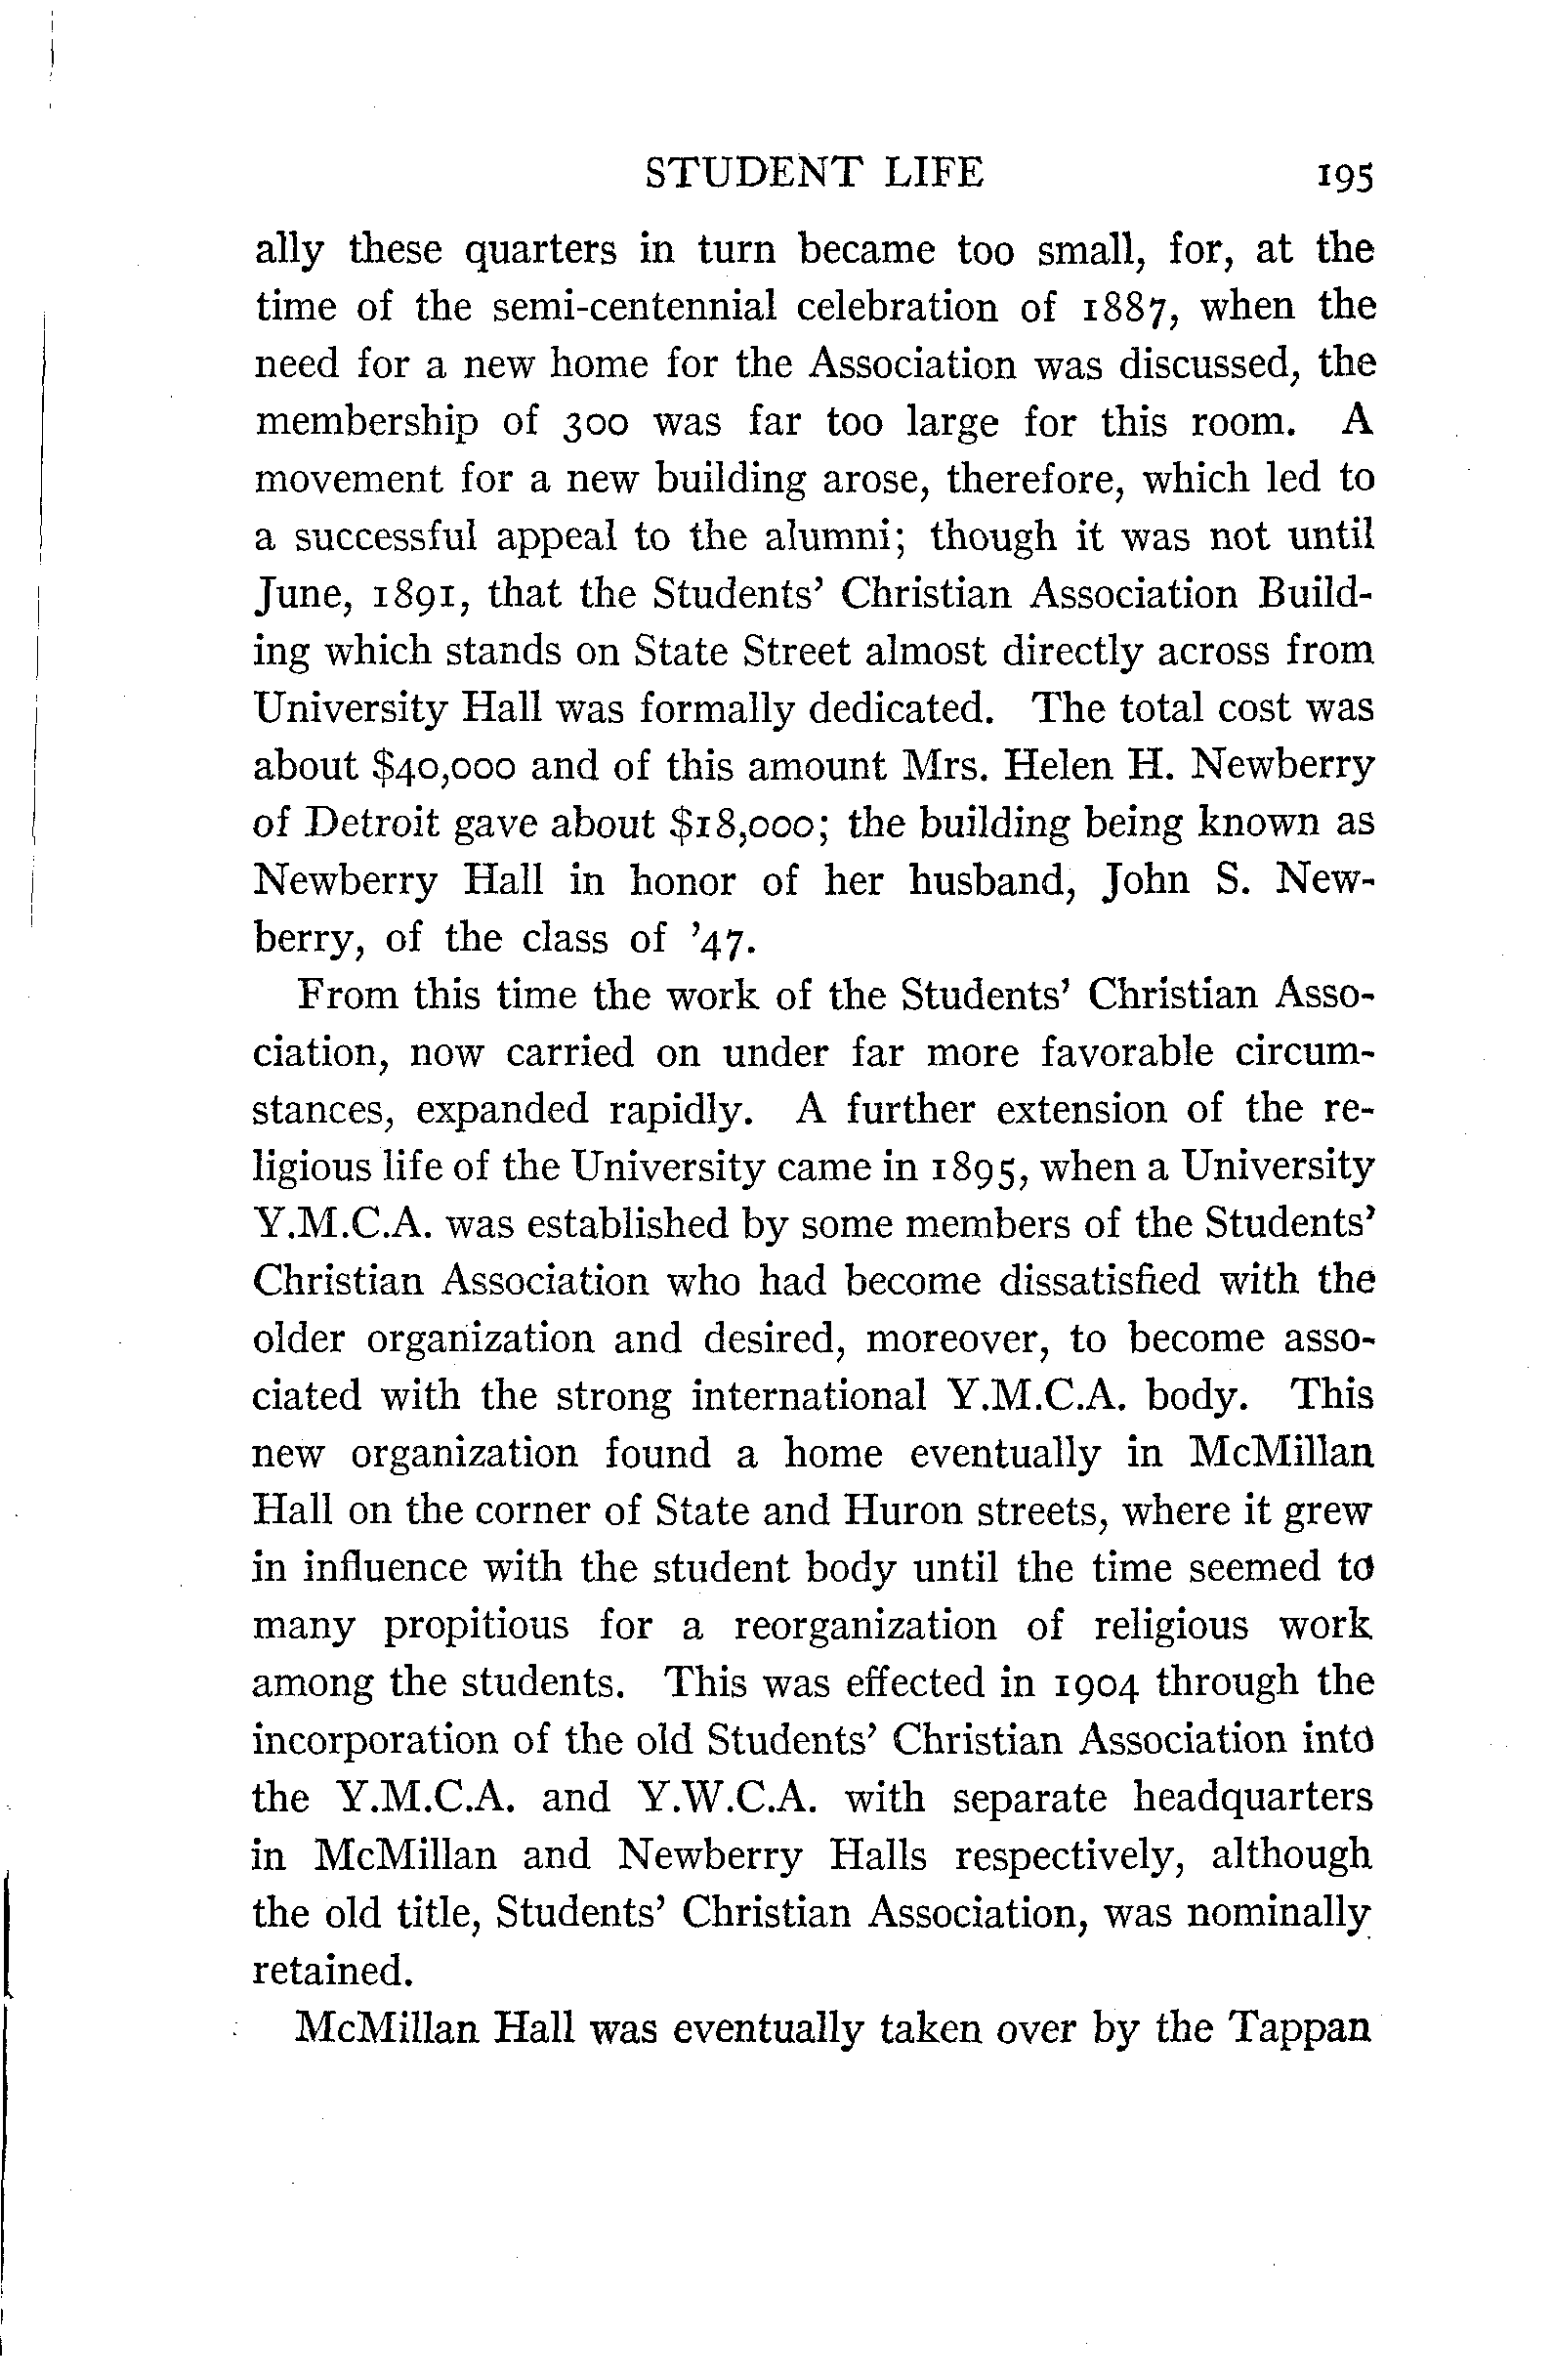 STUDENT LIFE 195
ally these quarters in turn became too small, for, at the
time of the semi-centennial celebration of 1887, when the
need for a new home for the Association was discussed, the
membership of 300 was far too large for this room. A
movement for a new building arose, therefore, which led to
a successful appeal to the alumni; though it was not until
June, 1891, that the Students' Christian Association Build-
ing which stands on State Street almost directly across from
University Hall was formally dedicated. The total cost was
about $40,000 and of this amount Mrs. Helen H. Newberry
of Detroit gave about $18,000; the building being known as
Newberry Hall in honor of her husband, John S. New-
berry, of the class of '47.
From this time the work of the Students' Christian Asso-
ciation, now carried on under far more favorable circum-
stances, expanded rapidly. A further extension of the re-
ligious life of the University came in 1895, when a University
Y.M.C.A. was established by some members of the Students'
Christian Association who had become dissatisfied with the
older organization and desired, moreover, to become asso-
ciated with the strong international Y.M.C.A. body. This
new organization found a home eventually in McMillan
Hall on the corner of State and Huron streets, where it grew
in influence with the student body until the time seemed to
many propitious for a reorganization of religious work
among the students. This was effected in 1904 through the
incorporation of the old Students' Christian Association into
the Y.M.C.A. and Y.W.C.A. with separate headquarters
in McMillan and Newberry Halls respectively, although
the old title, Students' Christian Association, was nominally
retained.
McMillan Hall was eventually taken over by the Tappan